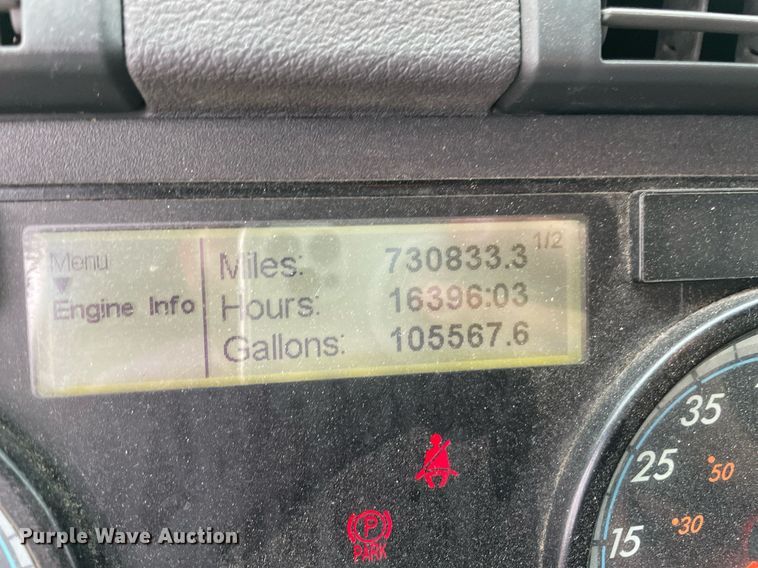 Menu
Engine Info
1/2
Miles: 730833.3
Hours: 16396:03
Gallons: 105567.6
35
25
50
15
30
P
PARK
Purple Wave Auction